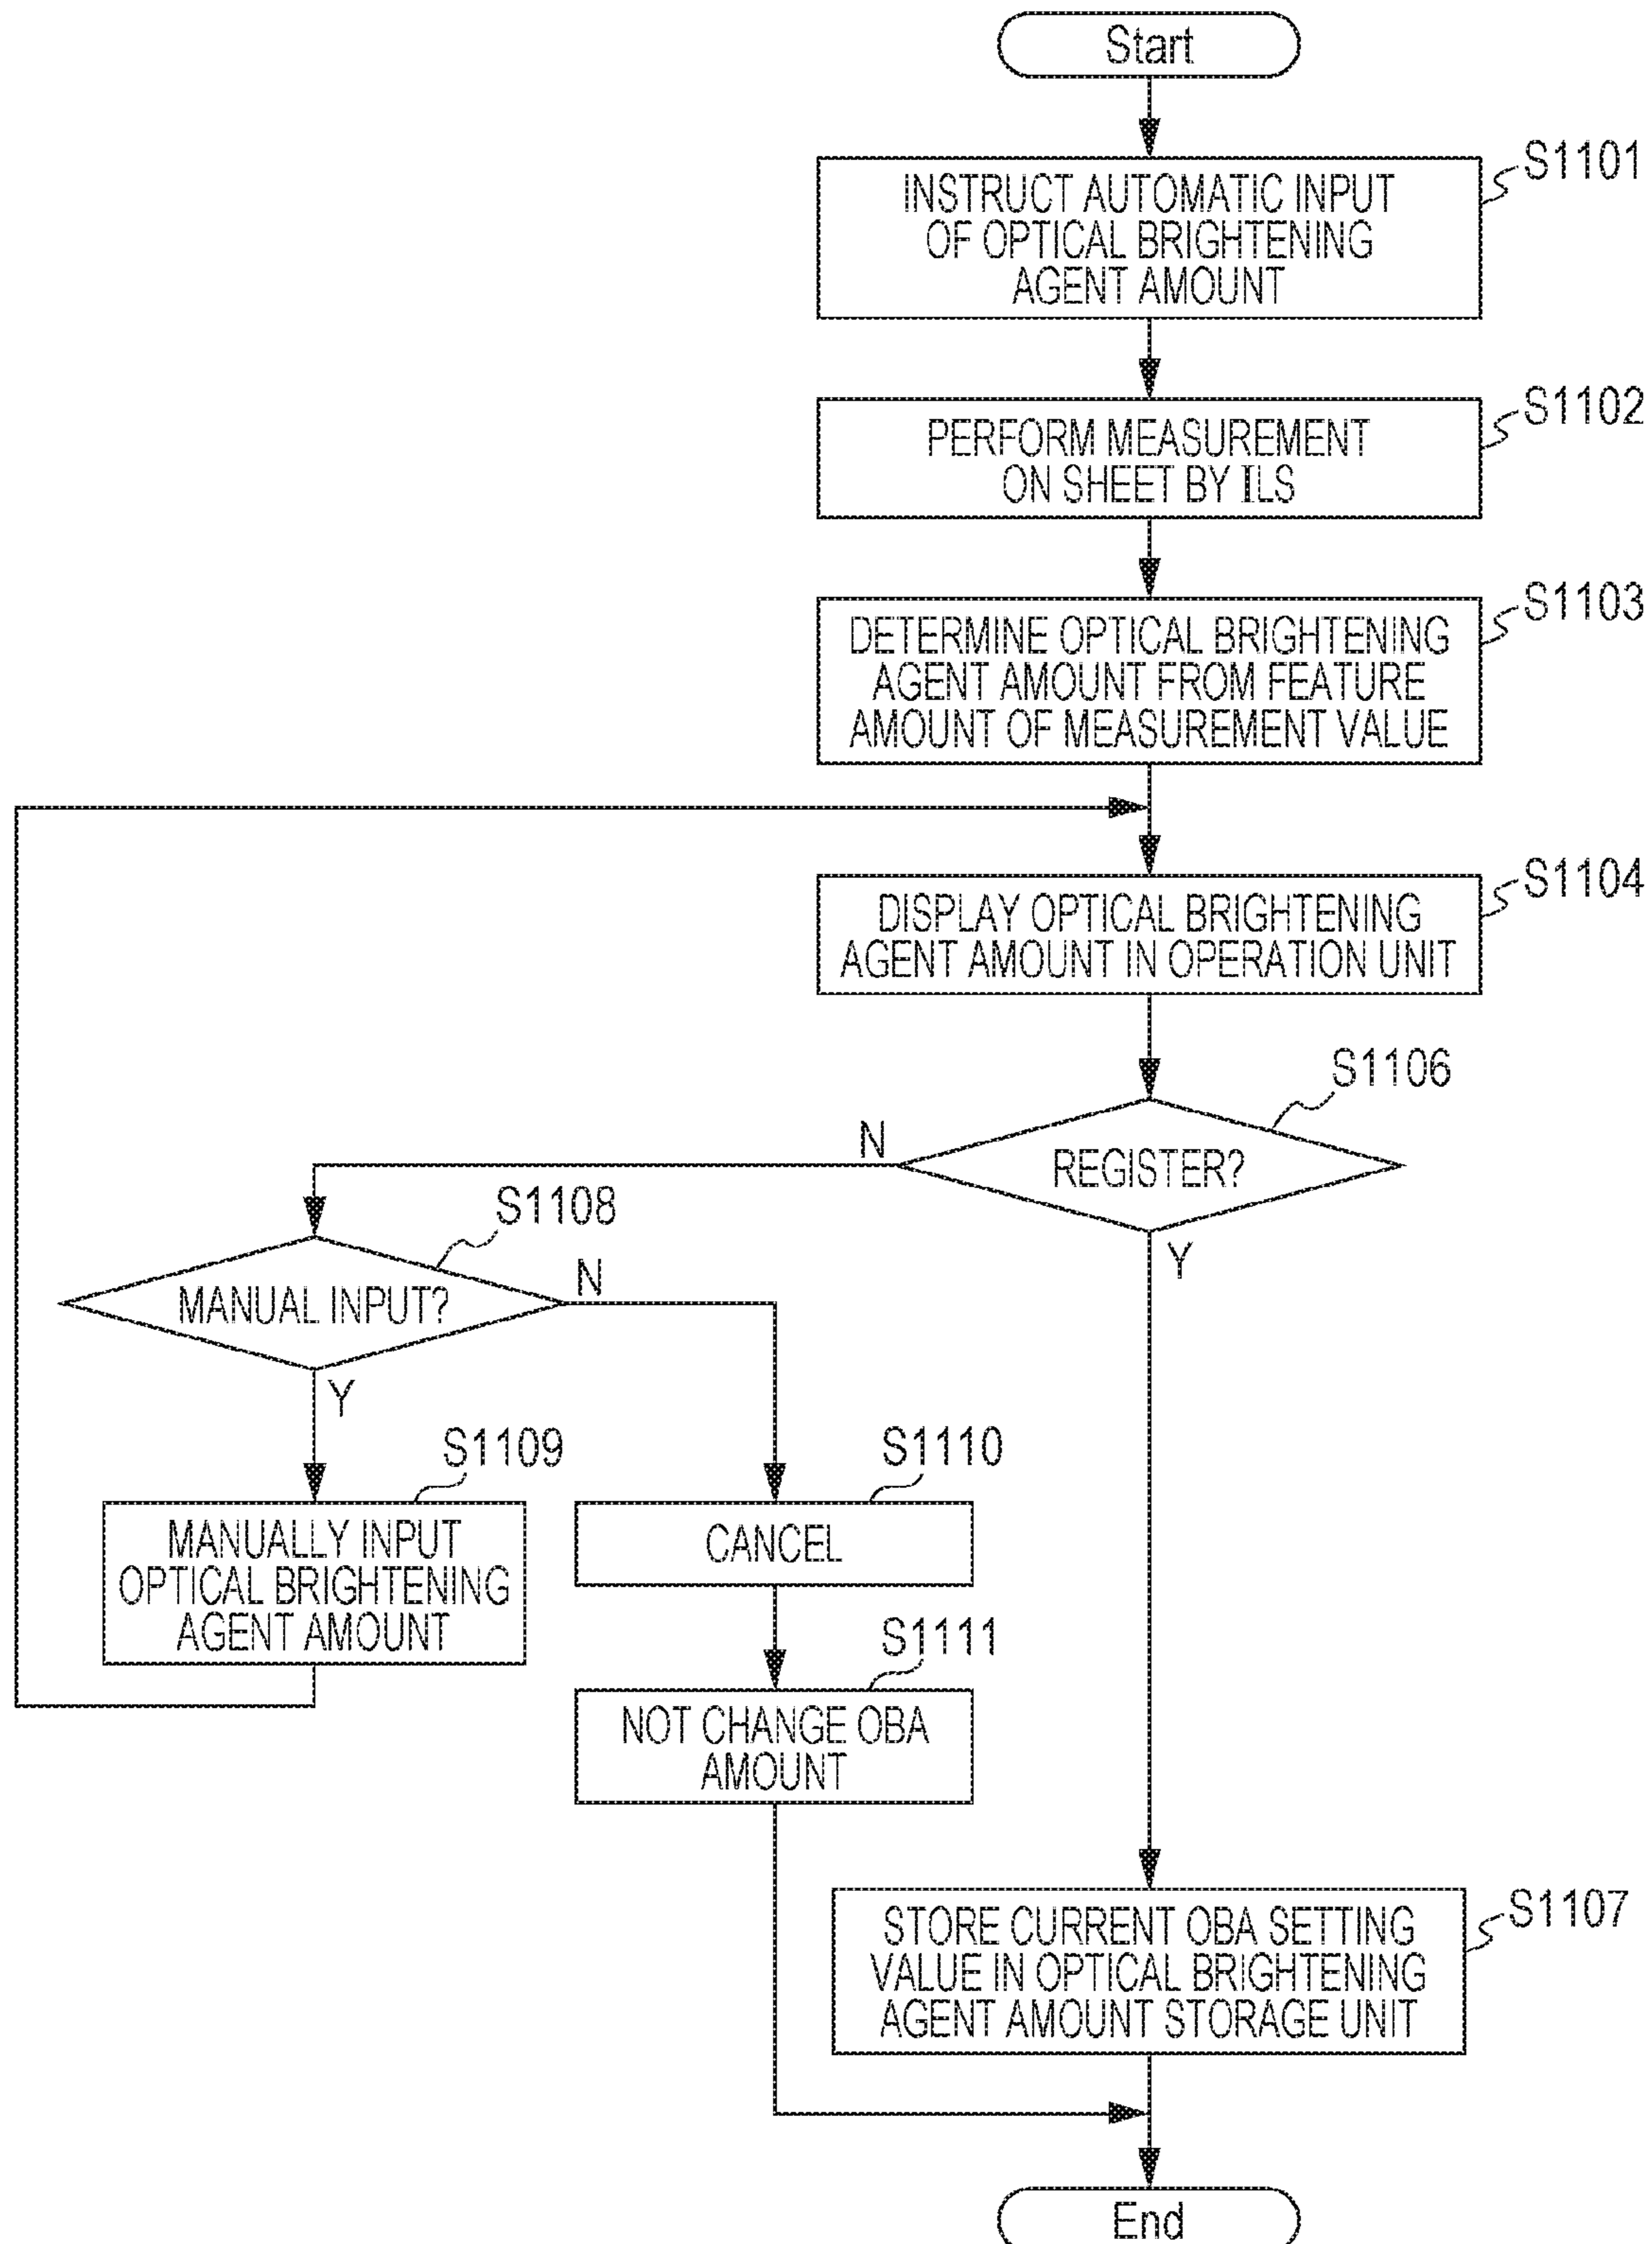 Start
S1101
INSTRUCT AUTOMATIC INPUT
OF OPTICAL BRIGHTENING
AGENT AMOUNT
S1102
PERFORM MEASUREMENT
ON SHEET BY ILS
S1103
DETERMINE OPTICAL BRIGHTENING
AGENT AMOUNT FROM FEATURE
AMOUNT OF MEASUREMENT VALUE
S1104
DISPLAY OPTICAL BRIGHTENING
AGENT AMOUNT IN OPERATION UNIT
S1106
REGISTER?
N
Y
S1108
MANUAL INPUT?
N
Y
S1109
MANUALLY INPUT
OPTICAL BRIGHTENING
AGENT AMOUNT
S1110
CANCEL
S1111
NOT CHANGE OBA
AMOUNT
S1107
STORE CURRENT OBA SETTING
VALUE IN OPTICAL BRIGHTENING
AGENT AMOUNT STORAGE UNIT
End